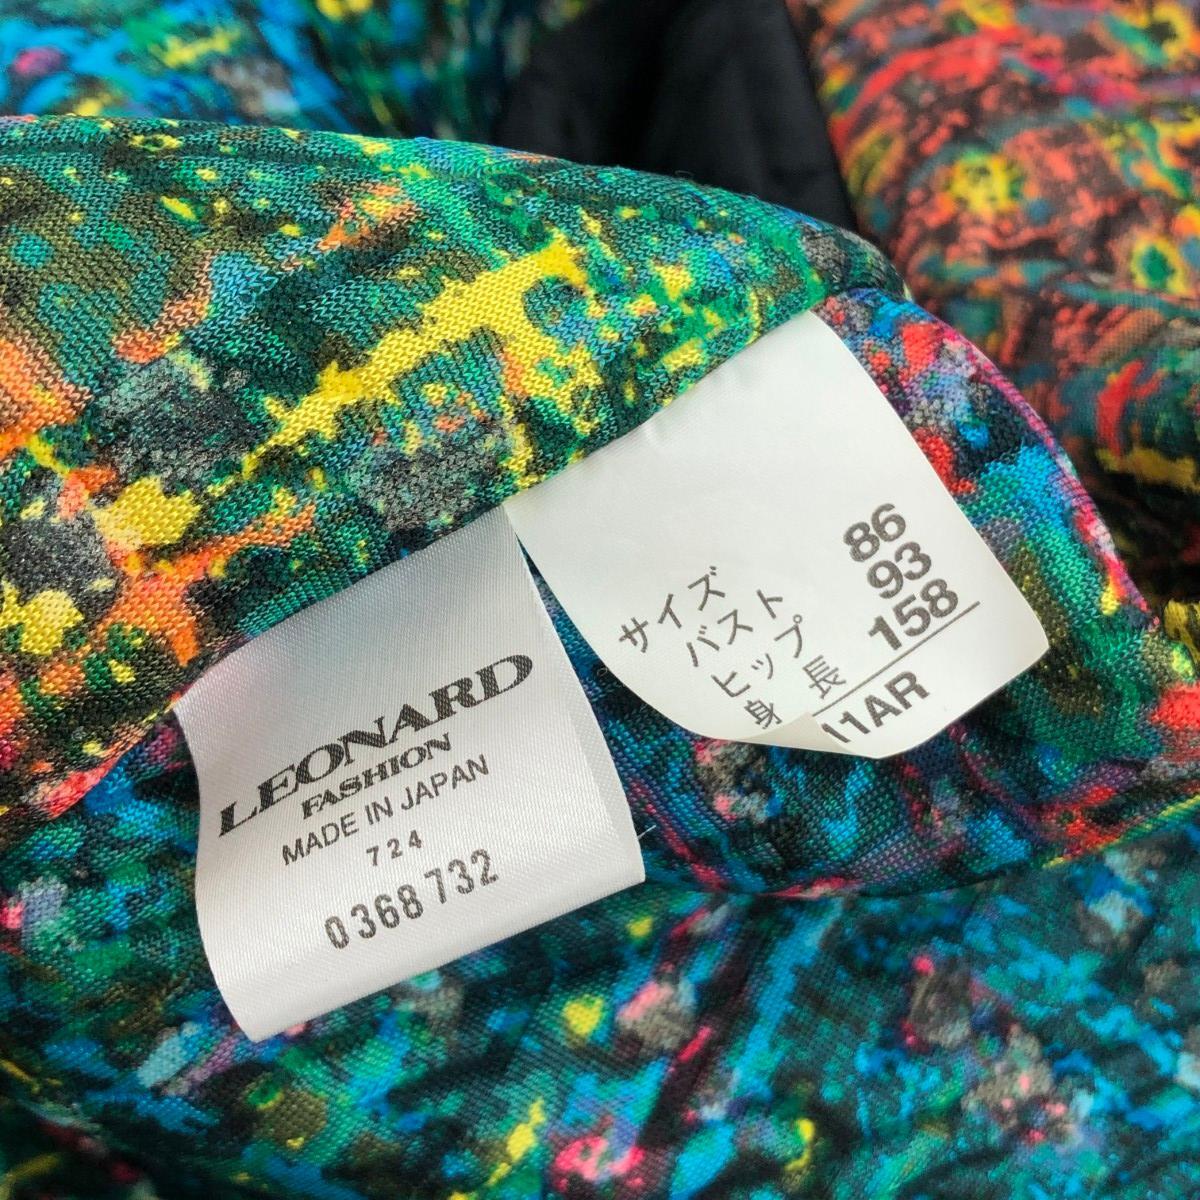 LEONARD
FASHION
MADE IN JAPAN
724
0368732
サイズ
バスト 86
ヒップ 93
身長 158
11AR